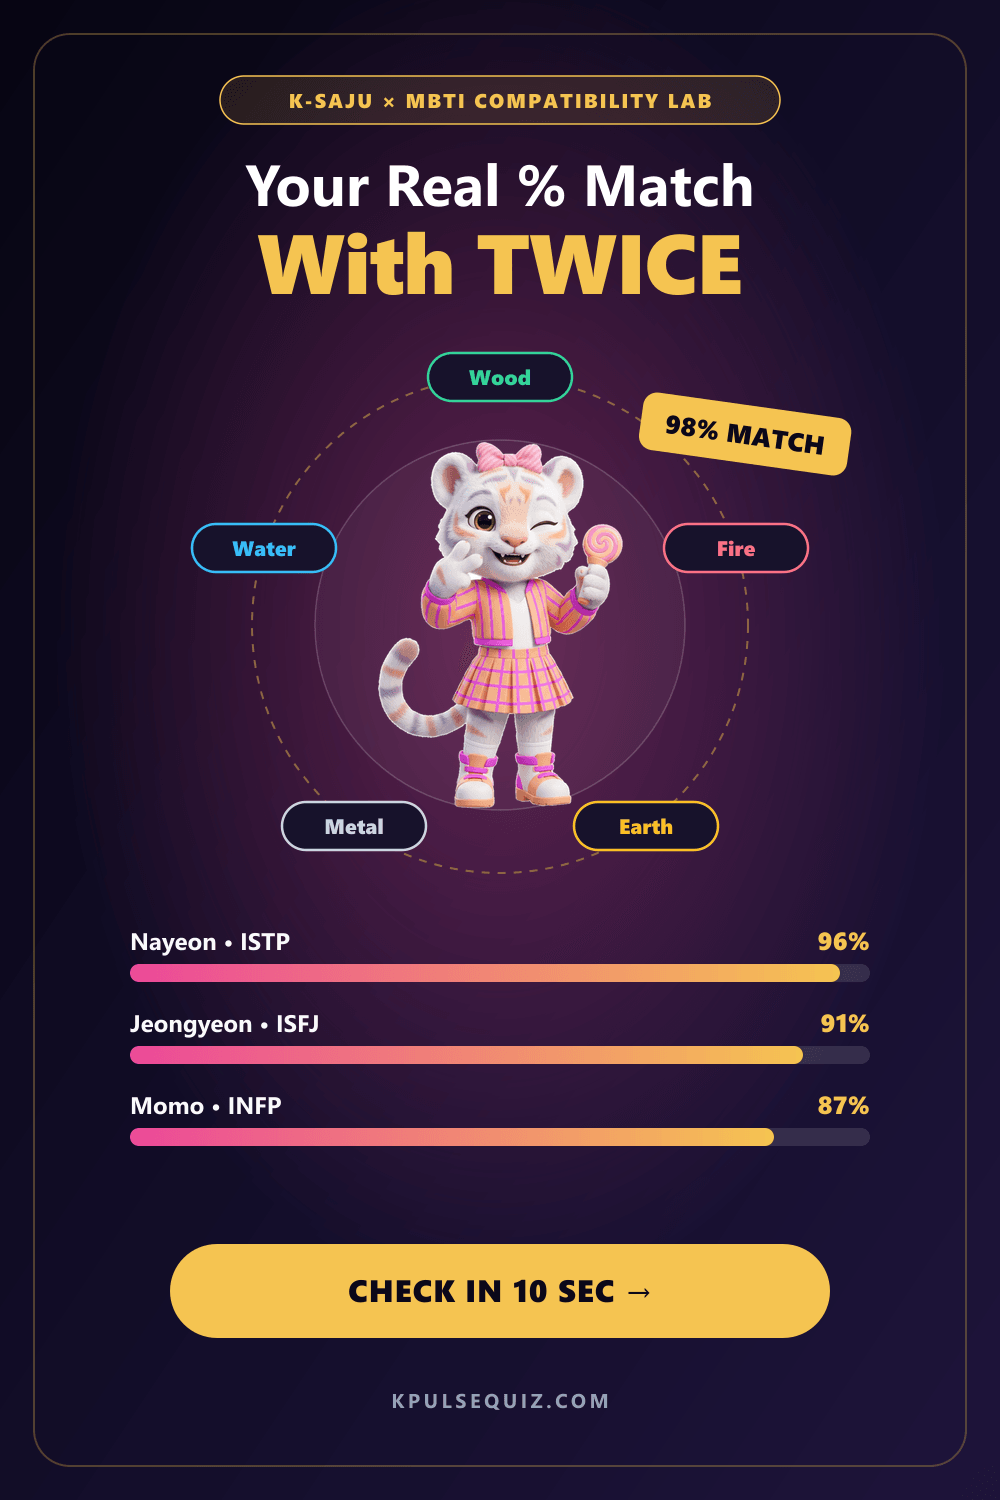 K-SAJU × MBTI COMPATIBILITY LAB
Your Real % Match
With TWICE
Wood
98% MATCH
Water
Fire
Metal
Earth
Nayeon • ISTP 96%
Jeongyeon • ISFJ 91%
Momo • INFP 87%
CHECK IN 10 SEC →
KPULSEQUIZ.COM